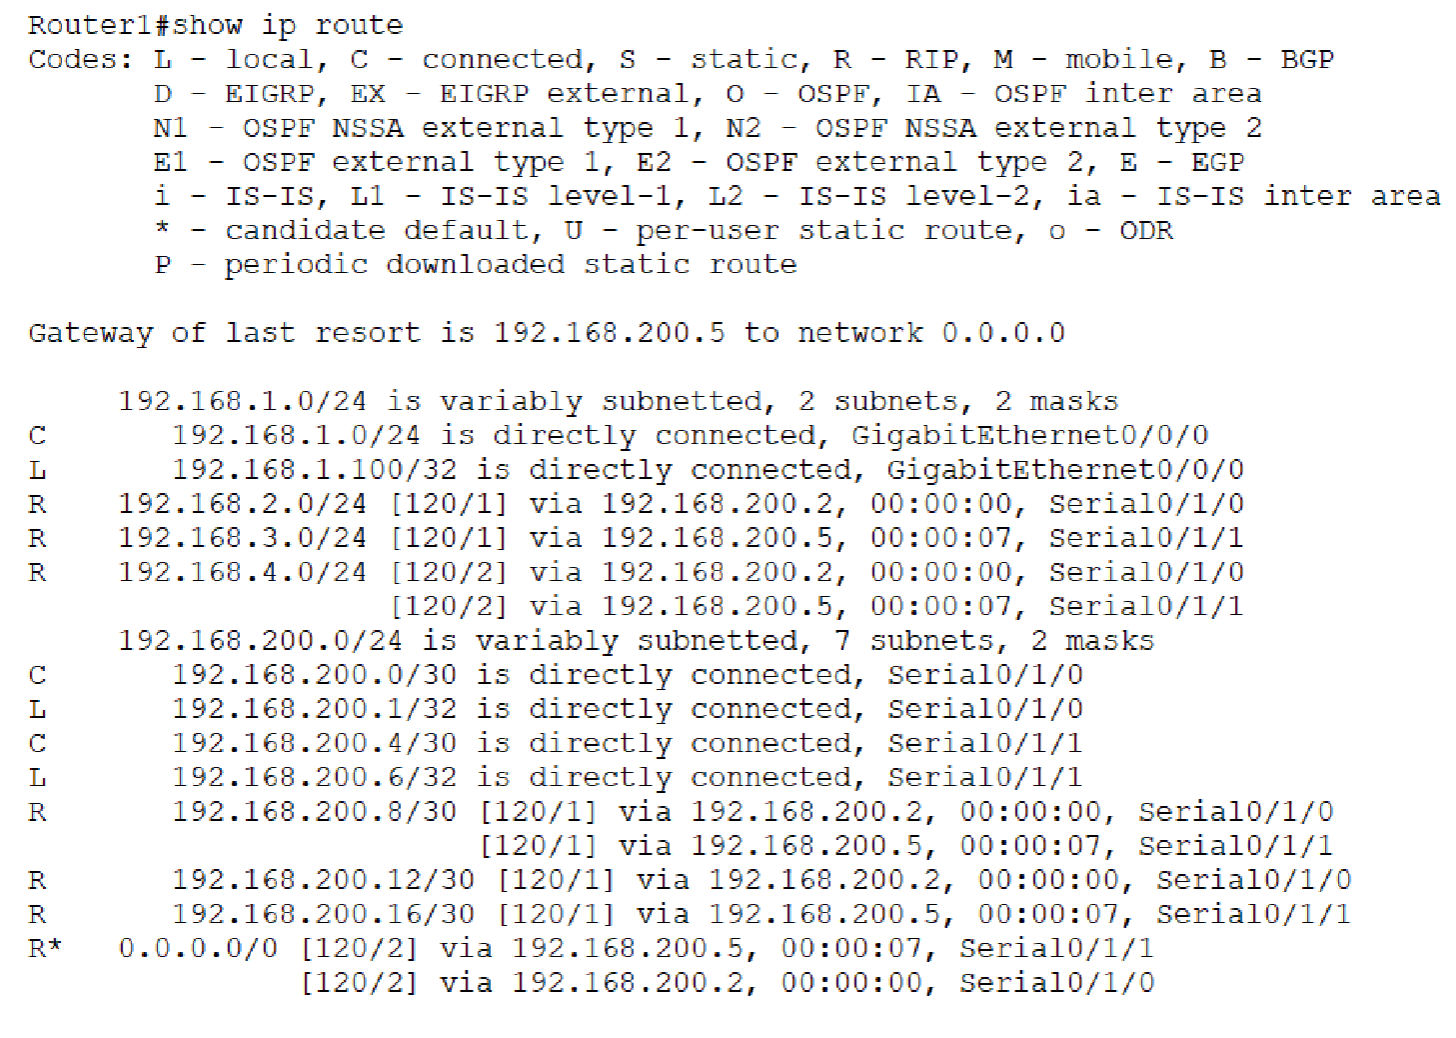 Router1#show ip route
Codes: L - local, C - connected, S - static, R - RIP, M - mobile, B - BGP
D - EIGRP, EX - EIGRP external, O - OSPF, IA - OSPF inter area
N1 - OSPF NSSA external type 1, N2 - OSPF NSSA external type 2
E1 - OSPF external type 1, E2 - OSPF external type 2, E - EGP
i - IS-IS, L1 - IS-IS level-1, L2 - IS-IS level-2, ia - IS-IS inter area
* - candidate default, U - per-user static route, o - ODR
P - periodic downloaded static route
Gateway of last resort is 192.168.200.5 to network 0.0.0.0
192.168.1.0/24 is variably subnetted, 2 subnets, 2 masks
C 192.168.1.0/24 is directly connected, GigabitEthernet0/0/0
L 192.168.1.100/32 is directly connected, GigabitEthernet0/0/0
R 192.168.2.0/24 [120/1] via 192.168.200.2, 00:00:00, Serial0/1/0
R 192.168.3.0/24 [120/1] via 192.168.200.5, 00:00:07, Serial0/1/1
R 192.168.4.0/24 [120/2] via 192.168.200.2, 00:00:00, Serial0/1/0
[120/2] via 192.168.200.5, 00:00:07, Serial0/1/1
192.168.200.0/24 is variably subnetted, 7 subnets, 2 masks
C 192.168.200.0/30 is directly connected, Serial0/1/0
L 192.168.200.1/32 is directly connected, Serial0/1/0
C 192.168.200.4/30 is directly connected, Serial0/1/1
L 192.168.200.6/32 is directly connected, Serial0/1/1
R 192.168.200.8/30 [120/1] via 192.168.200.2, 00:00:00, Serial0/1/0
[120/1] via 192.168.200.5, 00:00:07, Serial0/1/1
R 192.168.200.12/30 [120/1] via 192.168.200.2, 00:00:00, Serial0/1/0
R 192.168.200.16/30 [120/1] via 192.168.200.5, 00:00:07, Serial0/1/1
R* 0.0.0.0/0 [120/2] via 192.168.200.5, 00:00:07, Serial0/1/1
[120/2] via 192.168.200.2, 00:00:00, Serial0/1/0